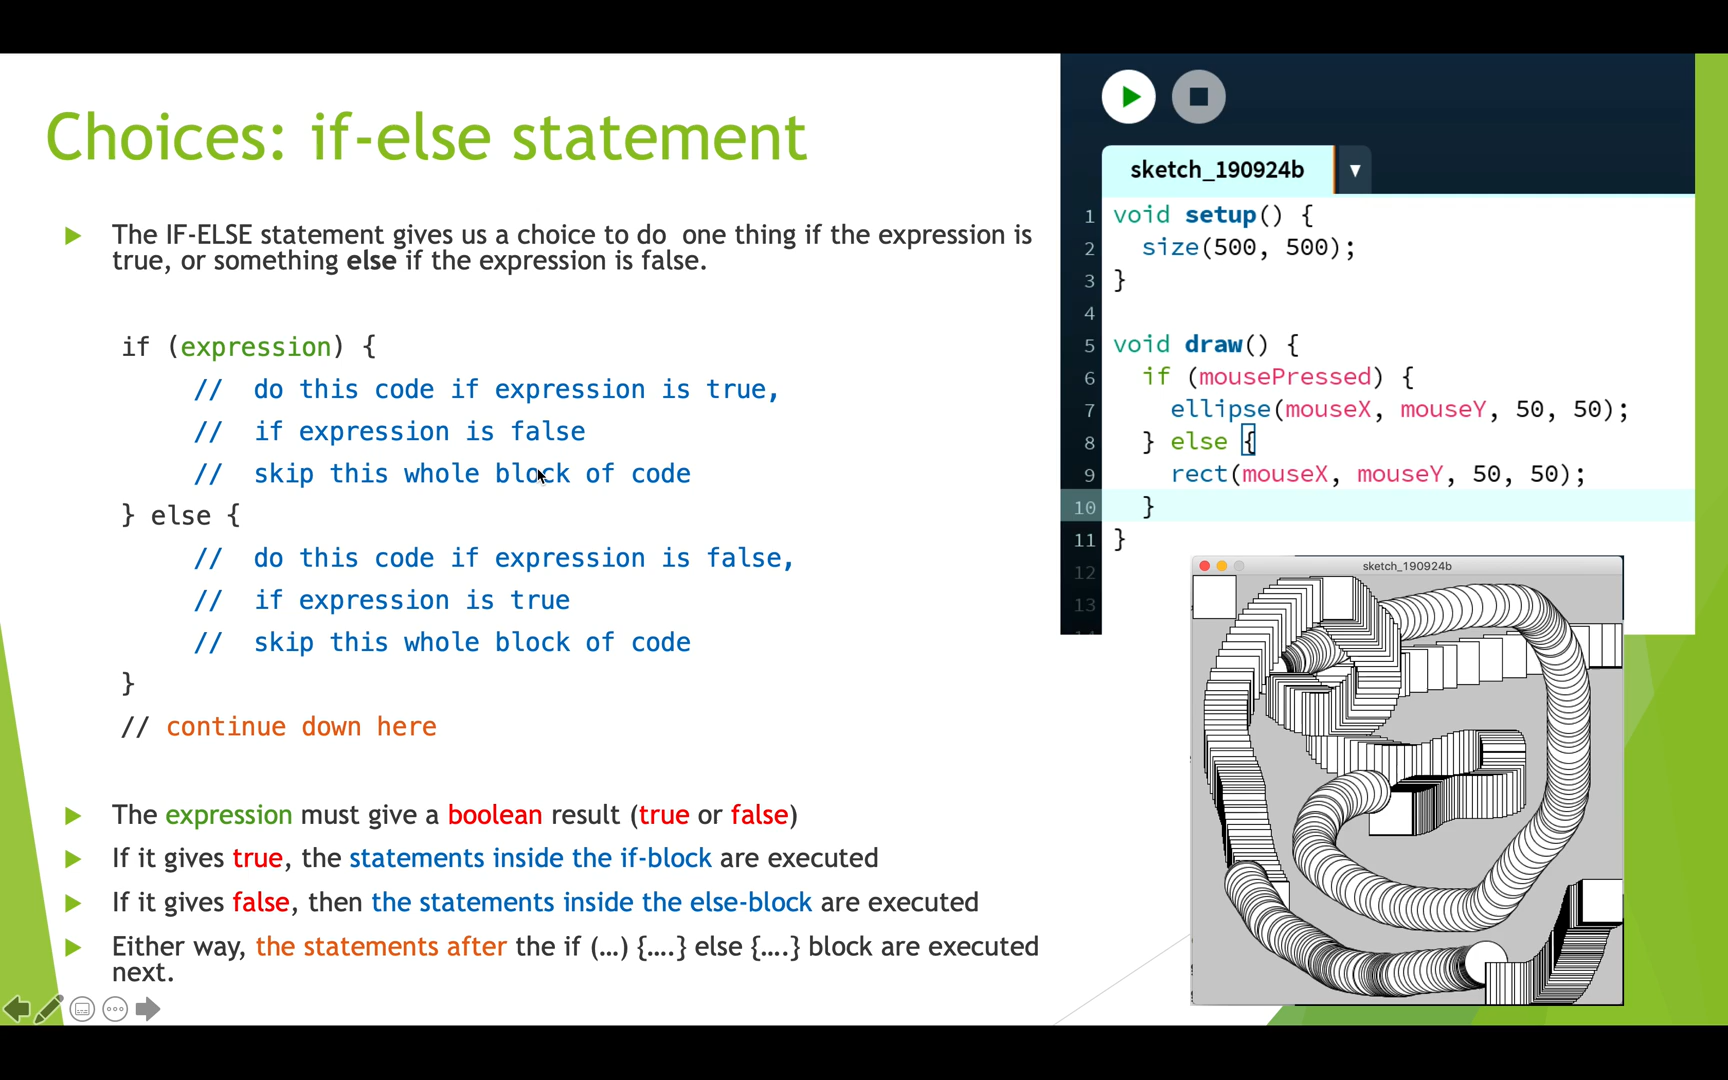 Choices: if-else statement
The IF-ELSE statement gives us a choice to do one thing if the expression is
true, or something else if the expression is false.
if (expression) {
// do this code if expression is true,
// if expression is false
// skip this whole block of code
} else {
// do this code if expression is false,
// if expression is true
// skip this whole block of code
}
// continue down here
The expression must give a boolean result (true or false)
If it gives true, the statements inside the if-block are executed
If it gives false, then the statements inside the else-block are executed
Either way, the statements after the if (…) {….} else {….} block are executed
next.
sketch_190924b
1 void setup() {
2 size(500, 500);
3 }
4
5 void draw() {
6 if (mousePressed) {
7 ellipse(mouseX, mouseY, 50, 50);
8 } else {
9 rect(mouseX, mouseY, 50, 50);
10 }
11 }
12
13
sketch_190924b